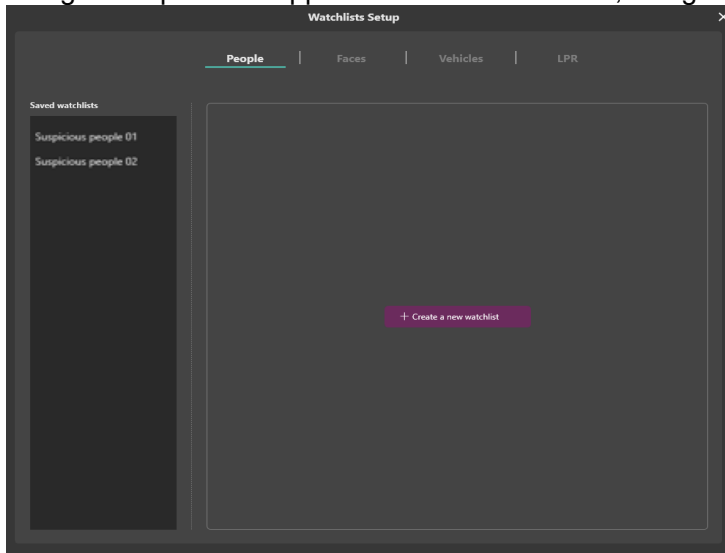 Watchlists Setup
People | Faces | Vehicles | LPR
Saved watchlists
Suspicious people 01
Suspicious people 02
+ Create a new watchlist